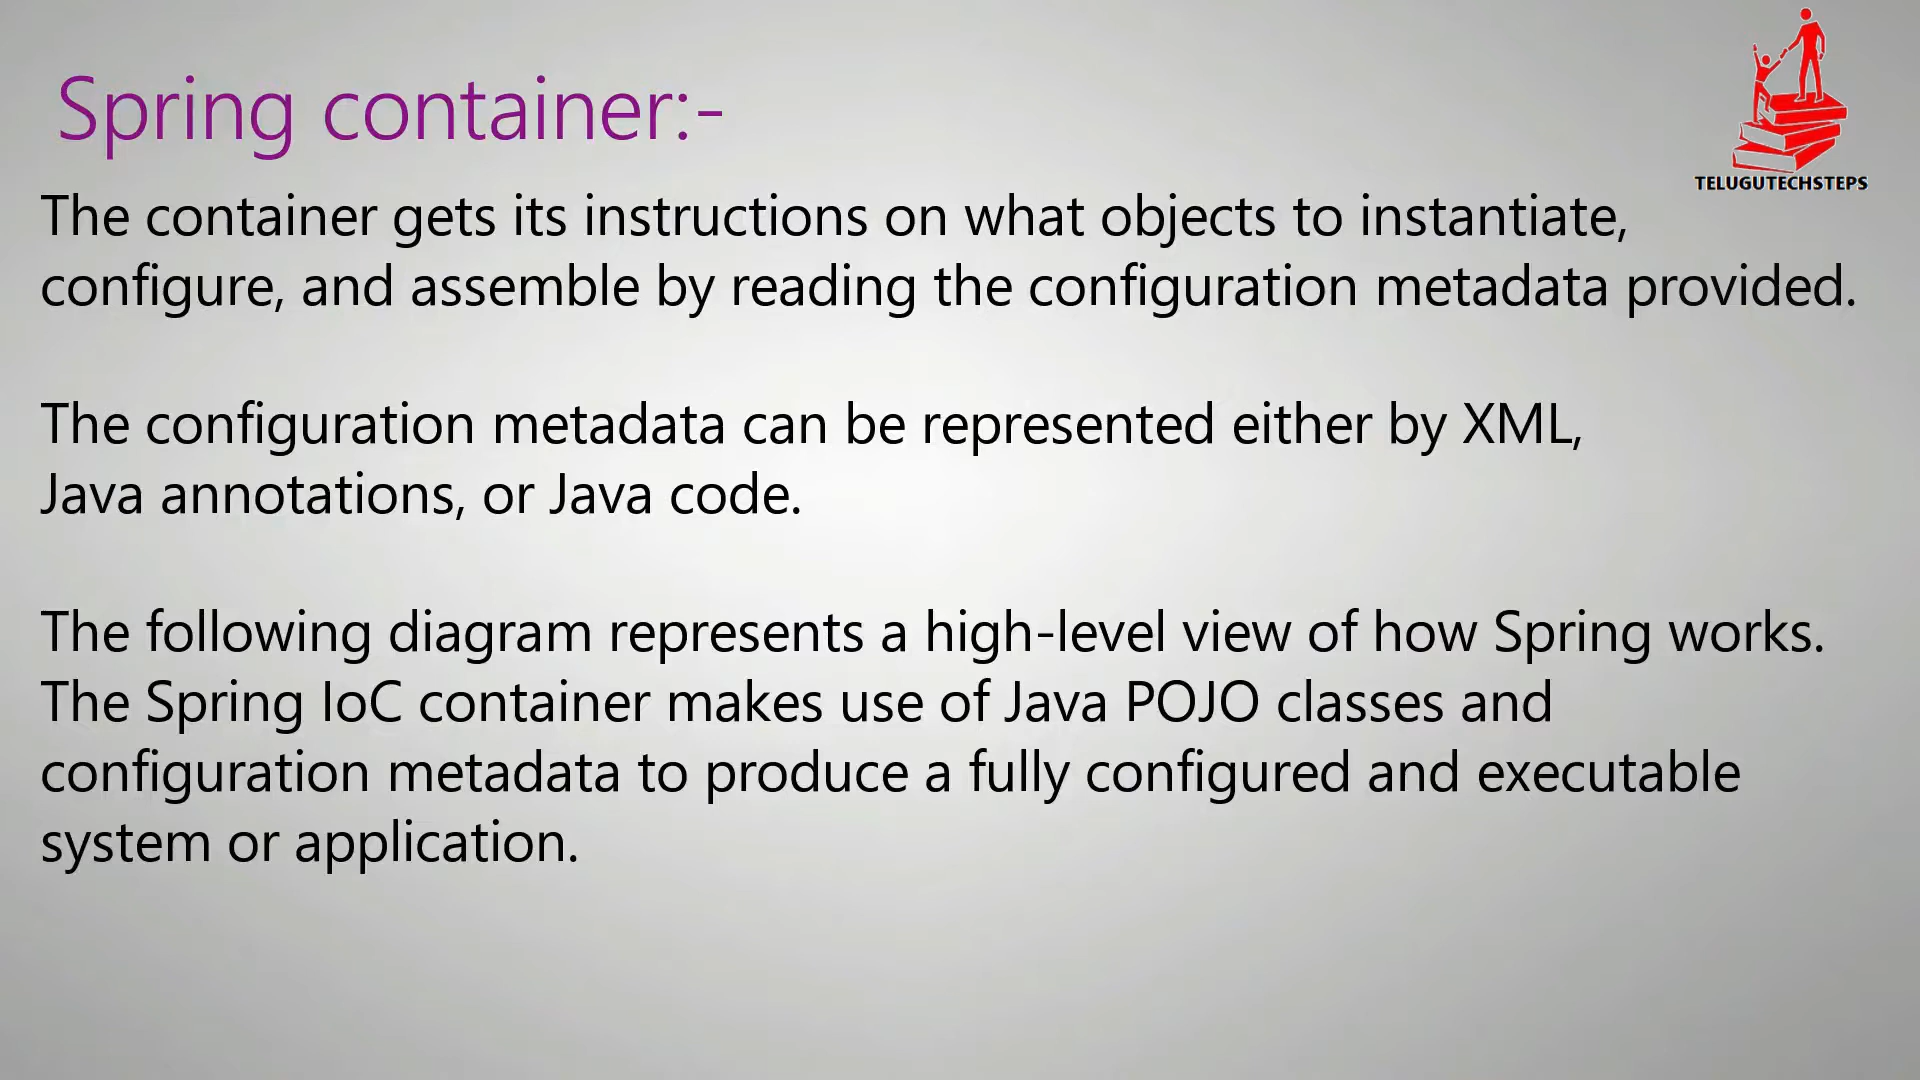 Spring container:-
TELUGUTECHSTEPS
The container gets its instructions on what objects to instantiate,
configure, and assemble by reading the configuration metadata provided.
The configuration metadata can be represented either by XML,
Java annotations, or Java code.
The following diagram represents a high-level view of how Spring works.
The Spring IoC container makes use of Java POJO classes and
configuration metadata to produce a fully configured and executable
system or application.